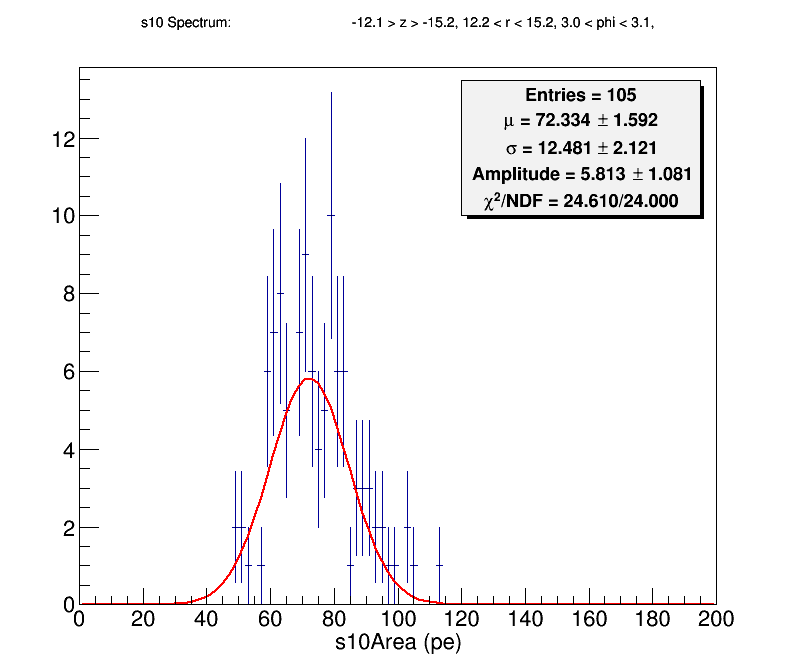 s10 Spectrum: -12.1 > z > -15.2, 12.2 < r < 15.2, 3.0 < phi < 3.1,
Entries = 105
μ = 72.334 ± 1.592
σ = 12.481 ± 2.121
Amplitude = 5.813 ± 1.081
χ²/NDF = 24.610/24.000
12
10
8
6
4
2
0
0 20 40 60 80 100 120 140 160 180 200
s10Area (pe)